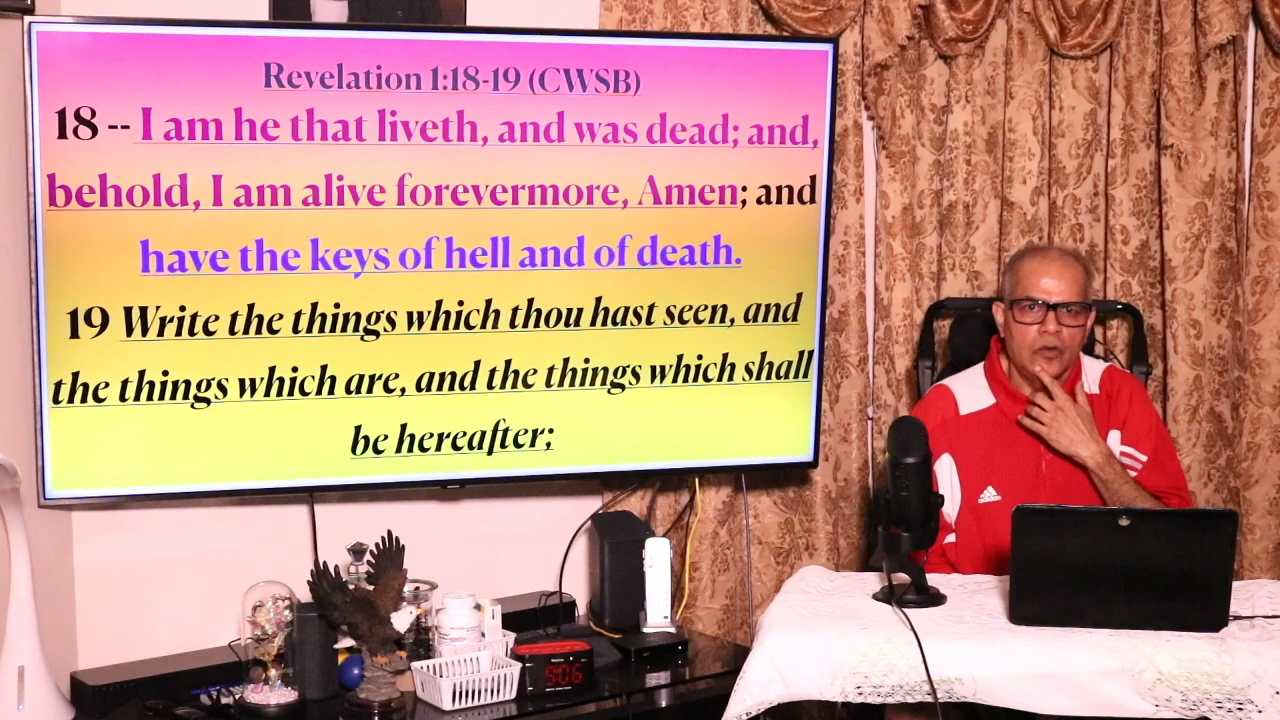 Revelation 1:18-19 (CWSB)
18 -- I am he that liveth, and was dead; and,
behold, I am alive forevermore, Amen; and
have the keys of hell and of death.
19 Write the things which thou hast seen, and
the things which are, and the things which shall
be hereafter;
adidas
9:06